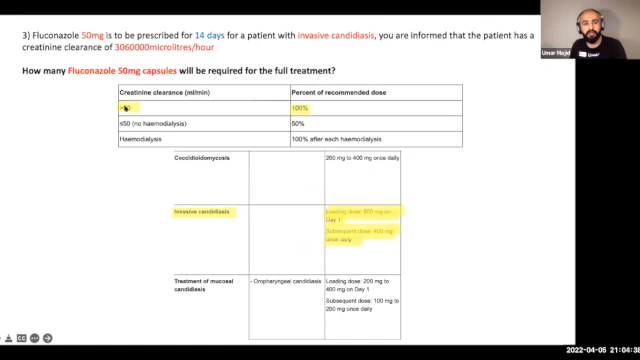 3) Fluconazole 50mg is to be prescribed for 14 days for a patient with invasive candidiasis, you are informed that the patient has a
creatinine clearance of 3060000microlitres/hour
How many Fluconazole 50mg capsules will be required for the full treatment?
Creatinine clearance (ml/min) Percent of recommended dose
100%
≤50 (no haemodialysis) 50%
Haemodialysis 100% after each haemodialysis
Coccidioidomycosis 200 mg to 400 mg once daily
Invasive candidiasis Loading dose: 800 mg on
Day 1
Subsequent dose: 400 mg
once daily
Treatment of mucosal - Oropharyngeal candidiasis Loading dose: 200 mg to
candidiasis 400 mg on Day 1
Subsequent dose: 100 mg to
200 mg once daily
Umar Majid
CC
2022-04-05 21:04:38